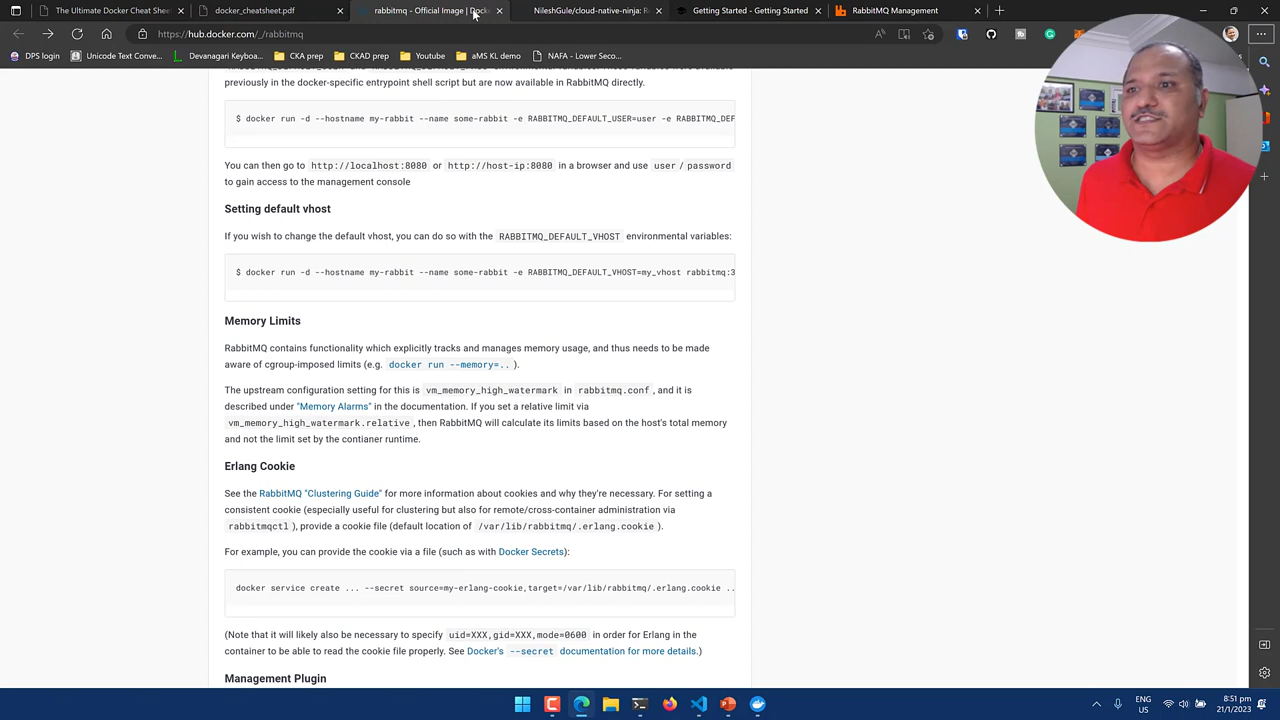 The Ultimate Docker Cheat Shee
docker_cheatsheet.pdf
rabbitmq - Official Image | Doc
NileshGule/cloud-native-ninja: R
Getting Started - Getting Started
RabbitMQ Management
https://hub.docker.com/_/rabbitmq
DPS login
Unicode Text Conve...
Devanagari Keyboa...
CKA prep
CKAD prep
Youtube
aMS KL demo
NAFA - Lower Seco...
previously in the docker-specific entrypoint shell script but are now available in RabbitMQ directly.
$ docker run -d --hostname my-rabbit --name some-rabbit -e RABBITMQ_DEFAULT_USER=user -e RABBITMQ_DEF
You can then go to http://localhost:8080 or http://host-ip:8080 in a browser and use user / password
to gain access to the management console
Setting default vhost
If you wish to change the default vhost, you can do so with the RABBITMQ_DEFAULT_VHOST environmental variables:
$ docker run -d --hostname my-rabbit --name some-rabbit -e RABBITMQ_DEFAULT_VHOST=my_vhost rabbitmq:3
Memory Limits
RabbitMQ contains functionality which explicitly tracks and manages memory usage, and thus needs to be made
aware of cgroup-imposed limits (e.g. docker run --memory=.. ).
The upstream configuration setting for this is vm_memory_high_watermark in rabbitmq.conf , and it is
described under "Memory Alarms" in the documentation. If you set a relative limit via
vm_memory_high_watermark.relative , then RabbitMQ will calculate its limits based on the host's total memory
and not the limit set by the contianer runtime.
Erlang Cookie
See the RabbitMQ "Clustering Guide" for more information about cookies and why they're necessary. For setting a
consistent cookie (especially useful for clustering but also for remote/cross-container administration via
rabbitmqctl ), provide a cookie file (default location of /var/lib/rabbitmq/.erlang.cookie ).
For example, you can provide the cookie via a file (such as with Docker Secrets):
docker service create ... --secret source=my-erlang-cookie,target=/var/lib/rabbitmq/.erlang.cookie ..
(Note that it will likely also be necessary to specify uid=XXX,gid=XXX,mode=0600 in order for Erlang in the
container to be able to read the cookie file properly. See Docker's --secret documentation for more details.)
Management Plugin
ENG
US
8:51 pm
21/1/2023